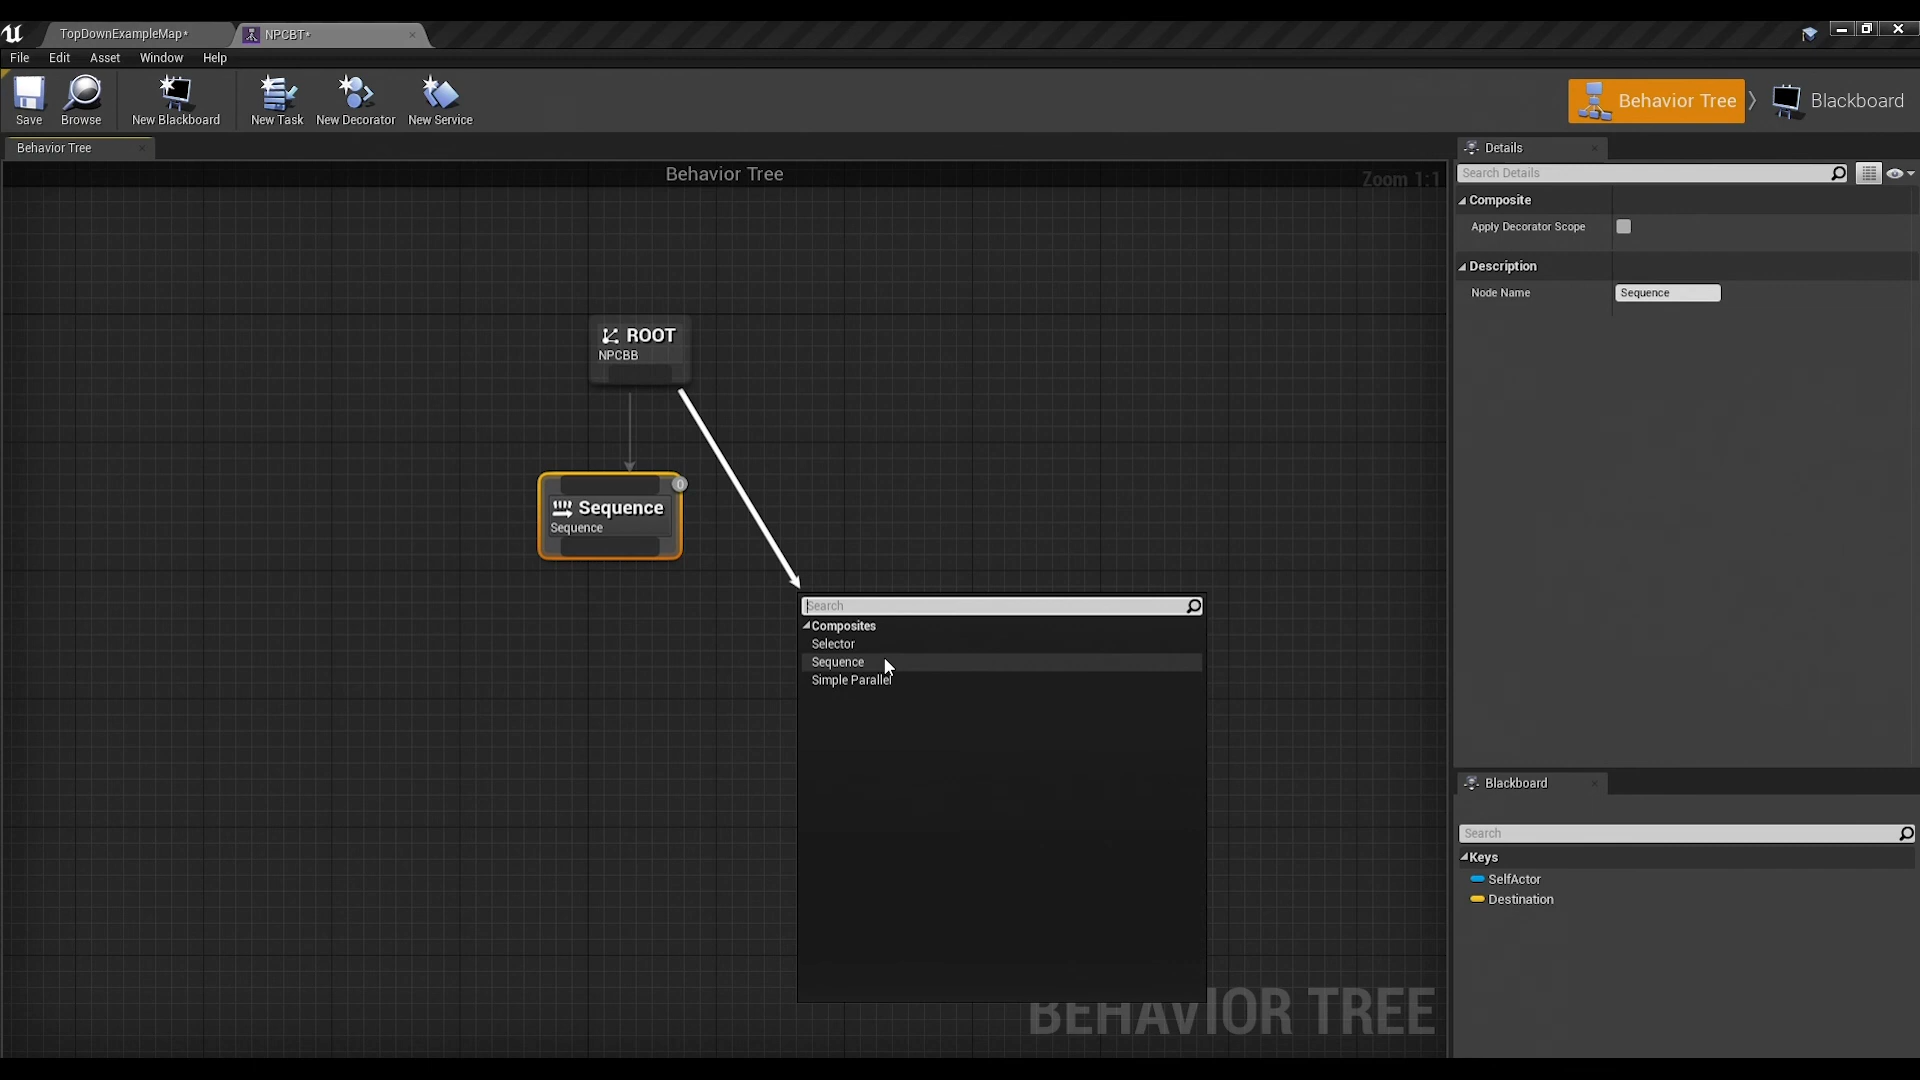 TopDownExampleMap*
NPCBT*
File Edit Asset Window Help
Save Browse New Blackboard New Task New Decorator New Service
Behavior Tree Blackboard
Behavior Tree
Behavior Tree
Zoom 1:1
ROOT
NPCBB
0
Sequence
Sequence
Search
Composites
Selector
Sequence
Simple Parallel
BEHAVIOR TREE
Details
Search Details
Composite
Apply Decorator Scope
Description
Node Name Sequence
Blackboard
Search
Keys
SelfActor
Destination